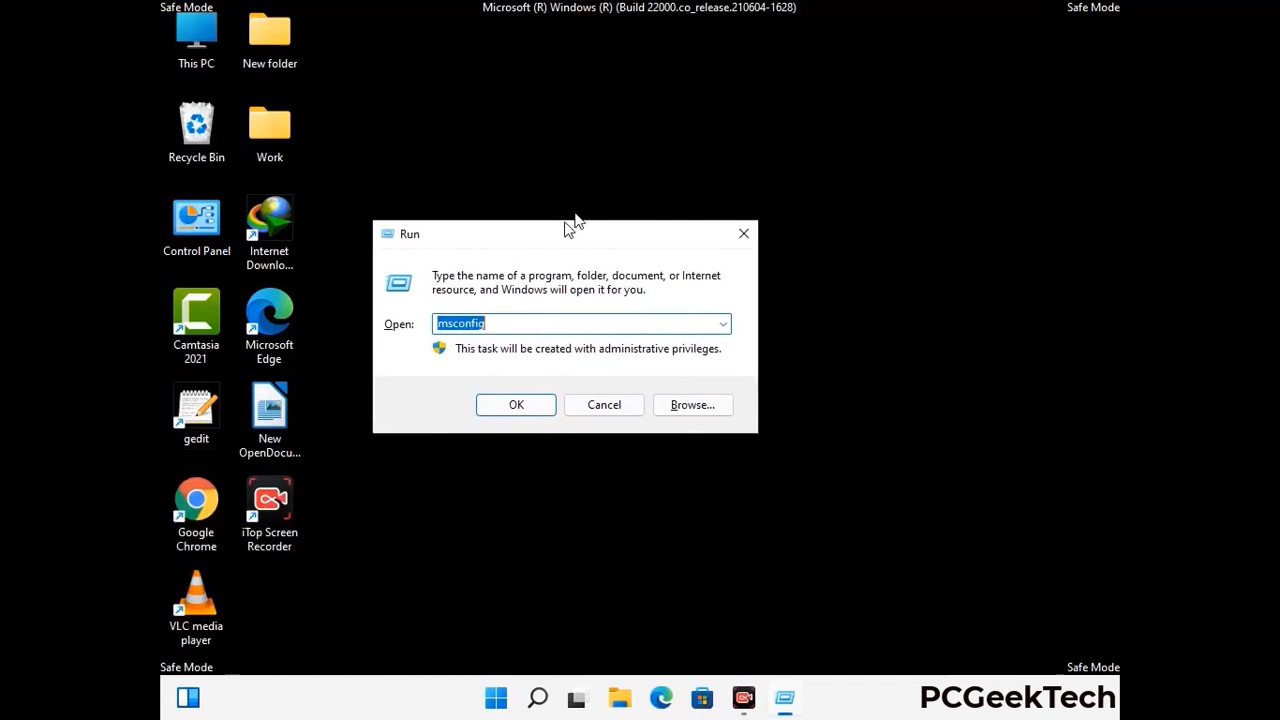 Safe Mode
Microsoft (R) Windows (R) (Build 22000.co_release.210604-1628)
Safe Mode
This PC
New folder
Recycle Bin
Work
Control Panel
Internet
Downlo...
Camtasia
2021
Microsoft
Edge
gedit
New
OpenDocu...
Google
Chrome
iTop Screen
Recorder
VLC media
player
Run
Type the name of a program, folder, document, or Internet
resource, and Windows will open it for you.
Open: msconfig
This task will be created with administrative privileges.
OK
Cancel
Browse...
Safe Mode
Safe Mode
PCGeekTech